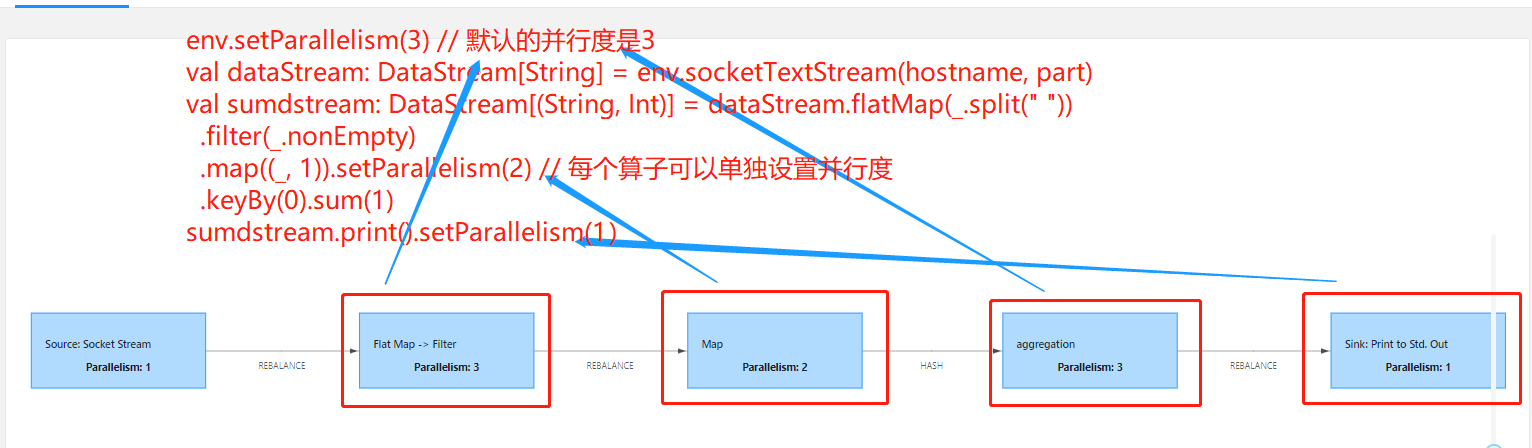 env.setParallelism(3) // 默认的并行度是3
val dataStream: DataStream[String] = env.socketTextStream(hostname, part)
val sumdstream: DataStream[(String, Int)] = dataStream.flatMap(_.split(" "))
.filter(_.nonEmpty)
.map((_, 1)).setParallelism(2) // 每个算子可以单独设置并行度
.keyBy(0).sum(1)
sumdstream.print().setParallelism(1)
Source: Socket Stream
Parallelism: 1
REBALANCE
Flat Map -> Filter
Parallelism: 3
REBALANCE
Map
Parallelism: 2
HASH
aggregation
Parallelism: 3
REBALANCE
Sink: Print to Std. Out
Parallelism: 1